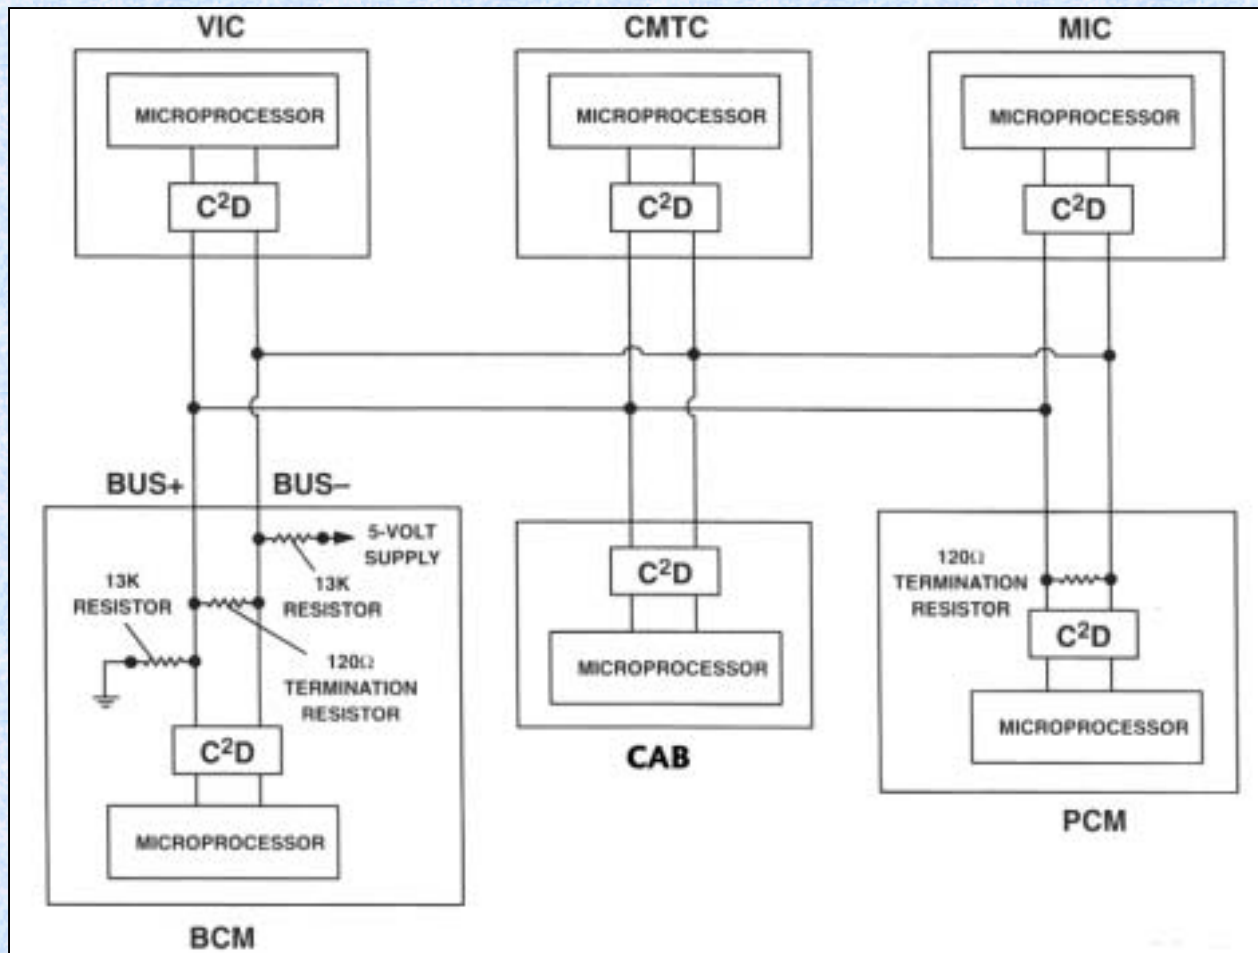 VIC
CMTC
MIC
MICROPROCESSOR
MICROPROCESSOR
MICROPROCESSOR
C²D
C²D
C²D
BUS+
BUS–
5-VOLT
SUPPLY
13K
RESISTOR
13K
RESISTOR
120Ω
TERMINATION
RESISTOR
C²D
MICROPROCESSOR
BCM
C²D
MICROPROCESSOR
CAB
120Ω
TERMINATION
RESISTOR
C²D
MICROPROCESSOR
PCM